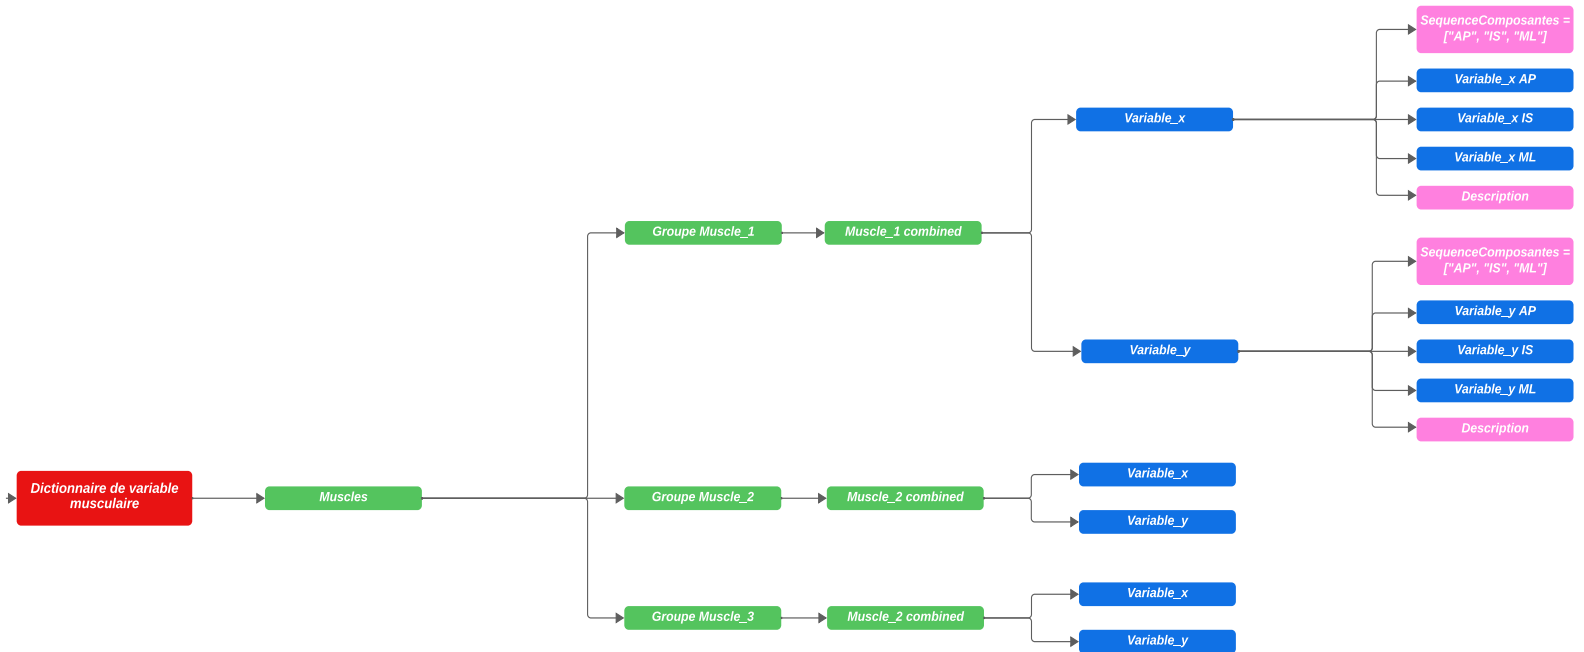 SequenceComposantes =
["AP", "IS", "ML"]
Variable_x AP
Variable_x
Variable_x IS
Variable_x ML
Description
Groupe Muscle_1
Muscle_1 combined
SequenceComposantes =
["AP", "IS", "ML"]
Variable_y AP
Variable_y
Variable_y IS
Variable_y ML
Description
Dictionnaire de variable
musculaire
Muscles
Groupe Muscle_2
Muscle_2 combined
Variable_x
Variable_y
Groupe Muscle_3
Muscle_2 combined
Variable_x
Variable_y